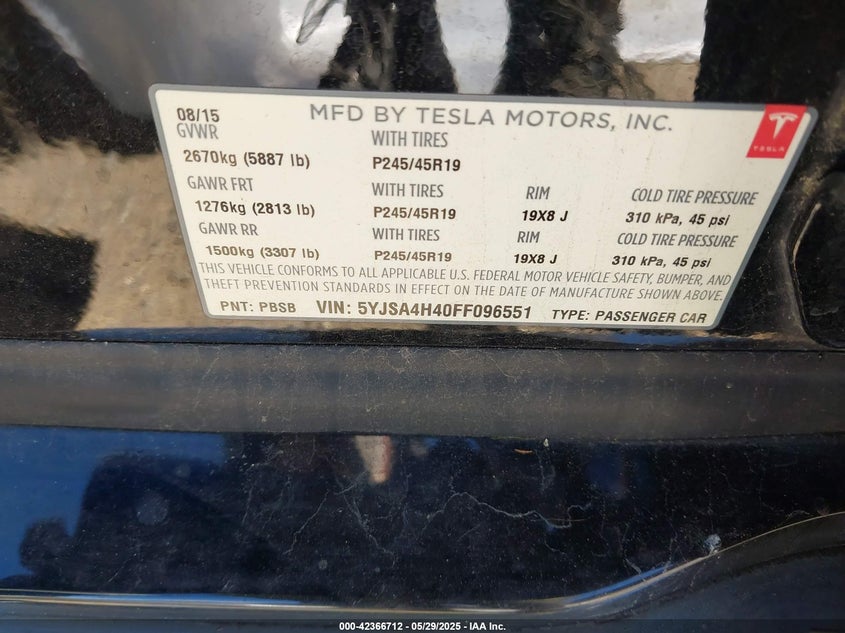 08/15 MFD BY TESLA MOTORS, INC.
TESLA
GVWR WITH TIRES
2670kg (5887 lb) P245/45R19
GAWR FRT WITH TIRES RIM COLD TIRE PRESSURE
1276kg (2813 lb) P245/45R19 19X8 J 310 kPa, 45 psi
GAWR RR WITH TIRES RIM COLD TIRE PRESSURE
1500kg (3307 lb) P245/45R19 19X8 J 310 kPa, 45 psi
THIS VEHICLE CONFORMS TO ALL APPLICABLE U.S. FEDERAL MOTOR VEHICLE SAFETY, BUMPER, AND
THEFT PREVENTION STANDARDS IN EFFECT ON THE DATE OF MANUFACTURE SHOWN ABOVE.
PNT: PBSB VIN: 5YJSA4H40FF096551 TYPE: PASSENGER CAR
000-42366712 - 05/29/2025 - IAA Inc.